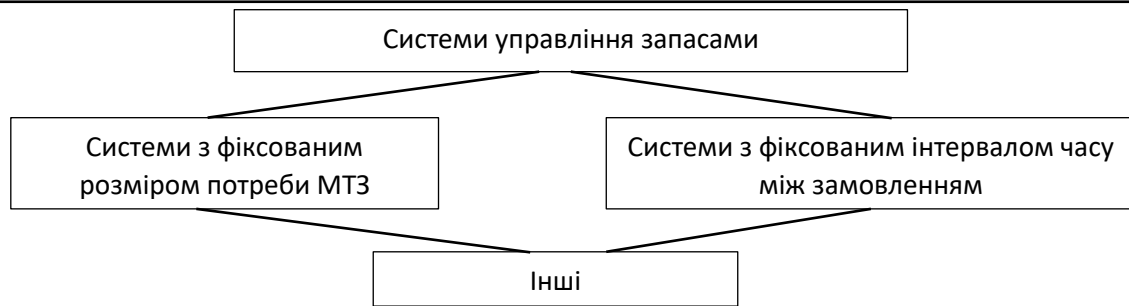 Системи управління запасами
Системи з фіксованим
розміром потреби МТЗ
Системи з фіксованим інтервалом часу
між замовленням
Інші